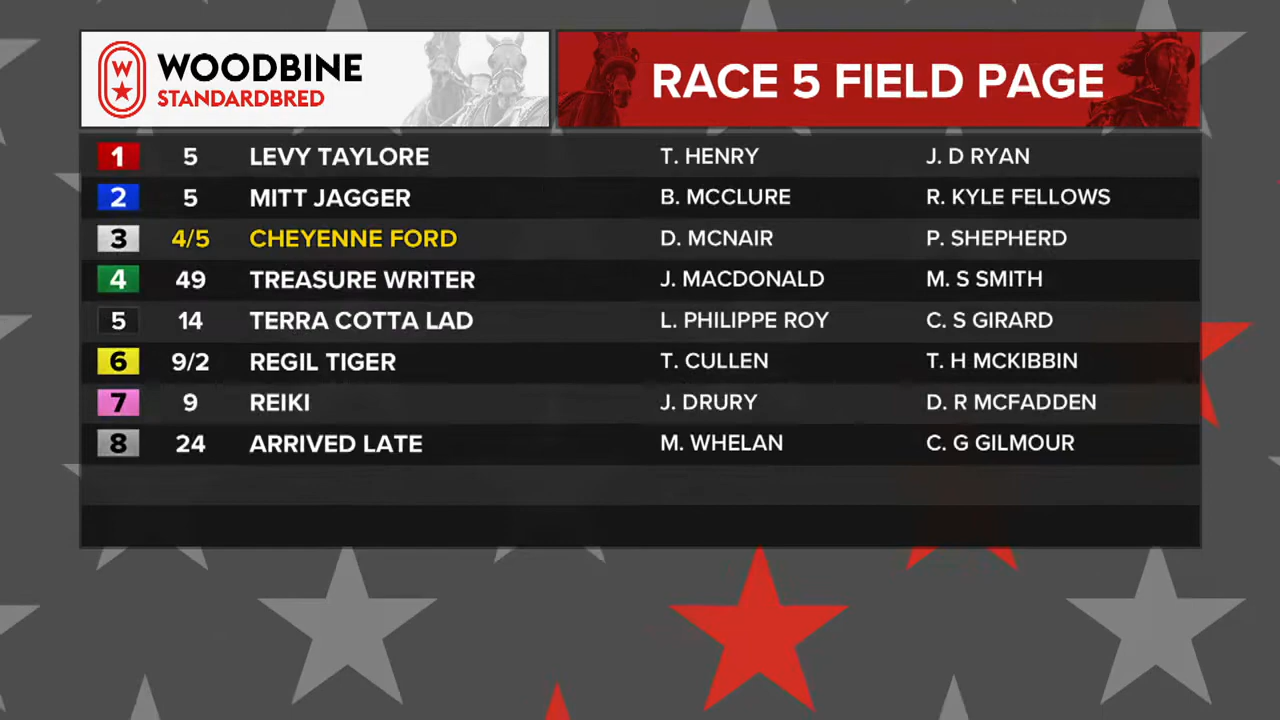 W
WOODBINE
STANDARDBRED
RACE 5 FIELD PAGE
1 5 LEVY TAYLORE T. HENRY J. D RYAN
2 5 MITT JAGGER B. MCCLURE R. KYLE FELLOWS
3 4/5 CHEYENNE FORD D. MCNAIR P. SHEPHERD
4 49 TREASURE WRITER J. MACDONALD M. S SMITH
5 14 TERRA COTTA LAD L. PHILIPPE ROY C. S GIRARD
6 9/2 REGIL TIGER T. CULLEN T. H MCKIBBIN
7 9 REIKI J. DRURY D. R MCFADDEN
8 24 ARRIVED LATE M. WHELAN C. G GILMOUR